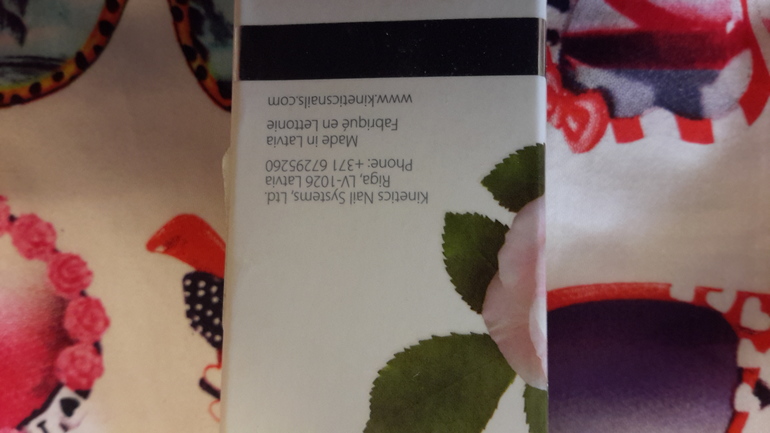 Kinetics Nail Systems, Ltd.
Riga, LV-1026 Latvia
Phone: +371 67295260
Made in Latvia
Fabriqué en Lettonie
www.kineticsnails.com